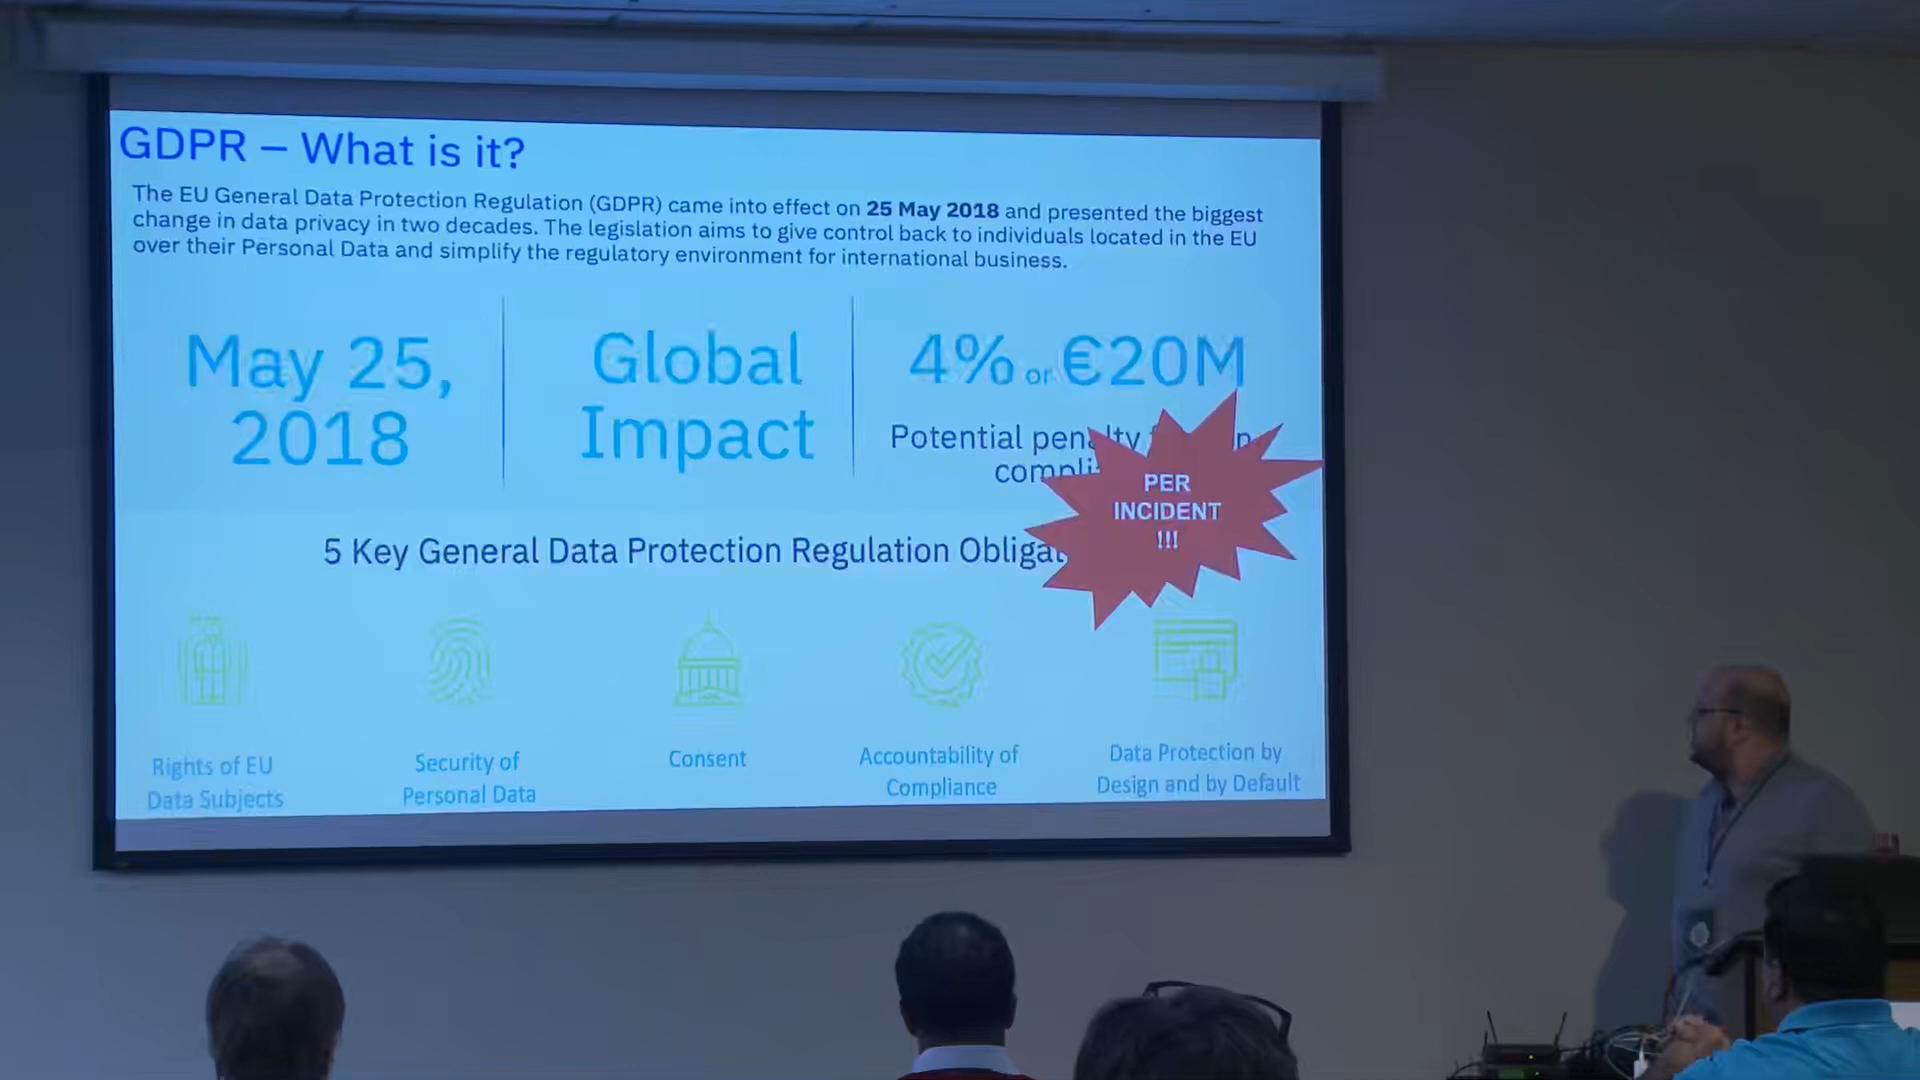 GDPR – What is it?
The EU General Data Protection Regulation (GDPR) came into effect on 25 May 2018 and presented the biggest
change in data privacy in two decades. The legislation aims to give control back to individuals located in the EU
over their Personal Data and simplify the regulatory environment for international business.
May 25,
2018
Global
Impact
4% or €20M
Potential penalty
PER
INCIDENT
!!!
5 Key General Data Protection Regulation
Rights of EU
Data Subjects
Security of
Personal Data
Consent
Accountability of
Compliance
Data Protection by
Design and by Default